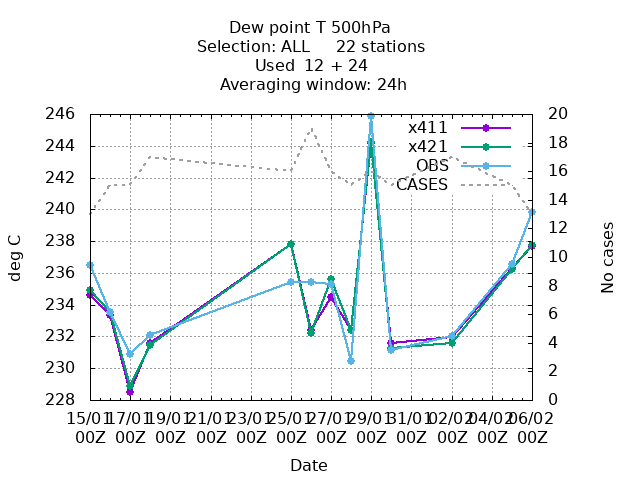 Dew point T 500hPa
Selection: ALL     22 stations
Used  12 + 24
Averaging window: 24h
246
244
242
240
238
236
234
232
230
228
deg C
20
18
16
14
12
10
8
6
4
2
0
No cases
x411
x421
OBS
CASES
15/01 17/01 19/01 21/01 23/01 25/01 27/01 29/01 31/01 02/02 04/02 06/02
00Z 00Z 00Z 00Z 00Z 00Z 00Z 00Z 00Z 00Z 00Z 00Z
Date